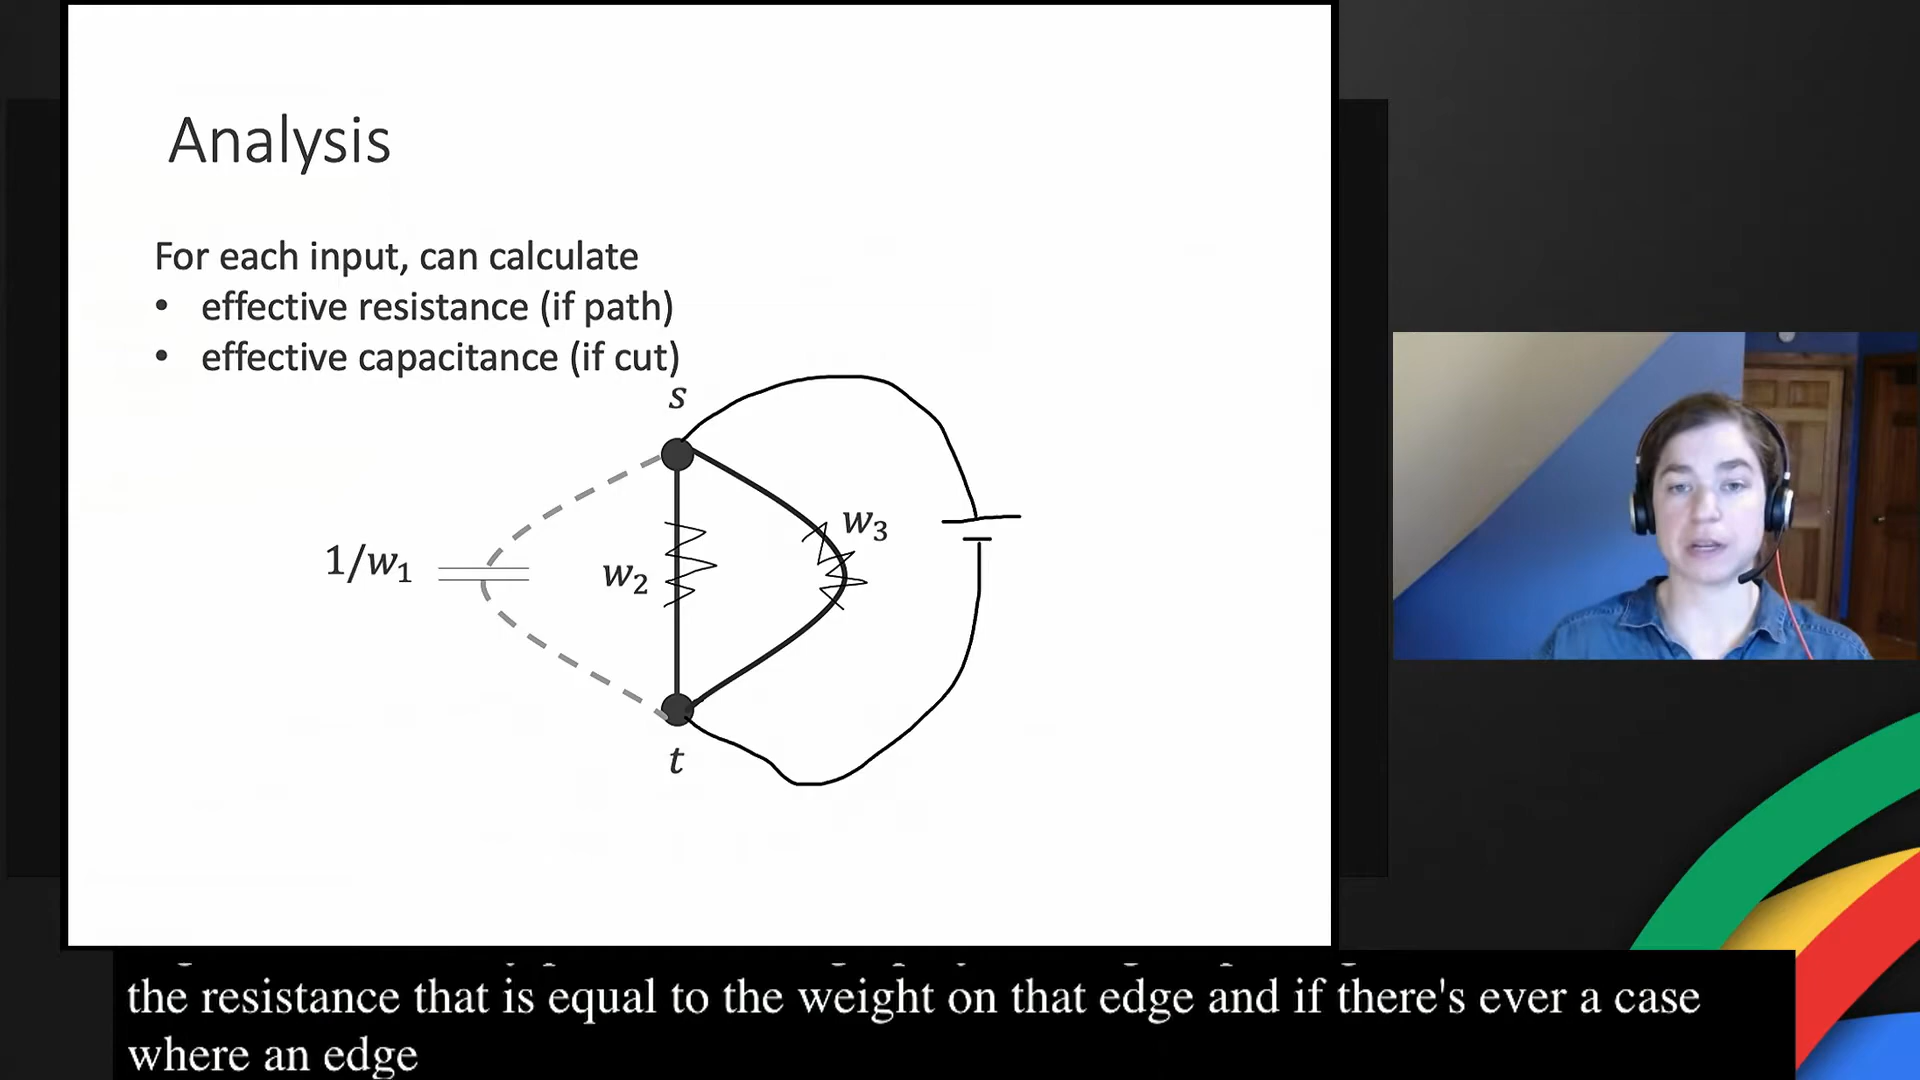 Analysis
For each input, can calculate
• effective resistance (if path)
• effective capacitance (if cut)
s
w₃
1/w₁
w₂
t
the resistance that is equal to the weight on that edge and if there's ever a case
where an edge